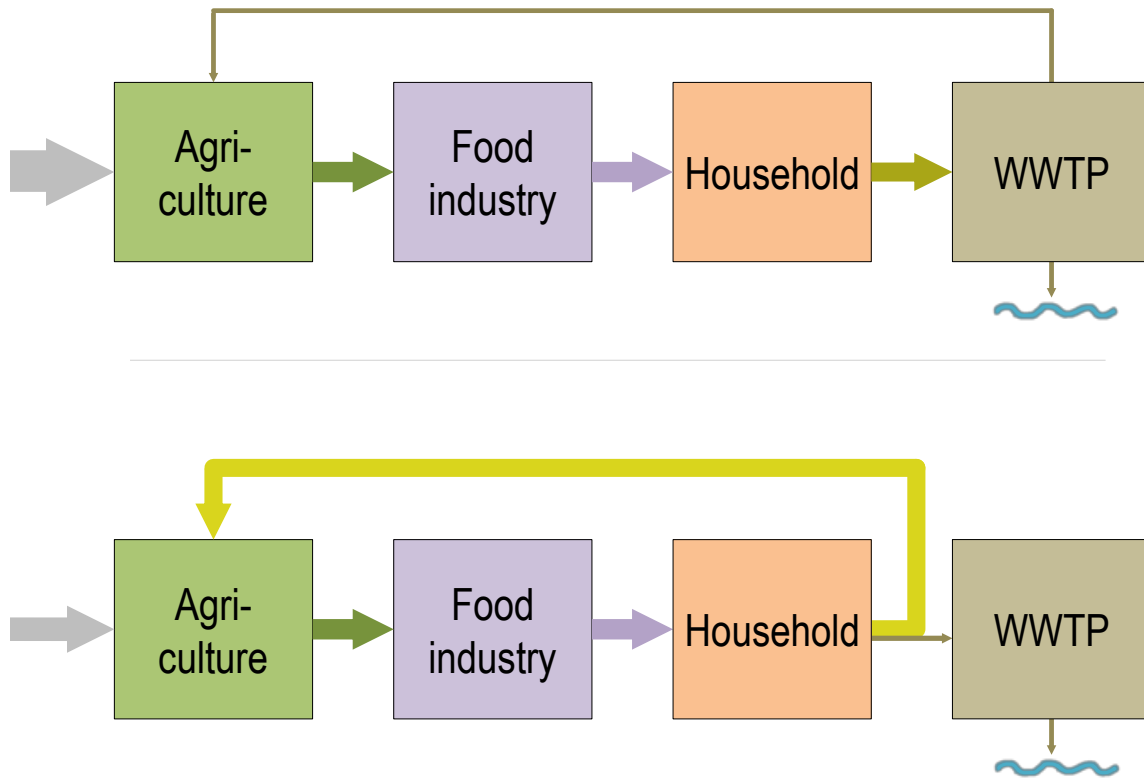 Agri-
culture
Food
industry
Household
WWTP
Agri-
culture
Food
industry
Household
WWTP